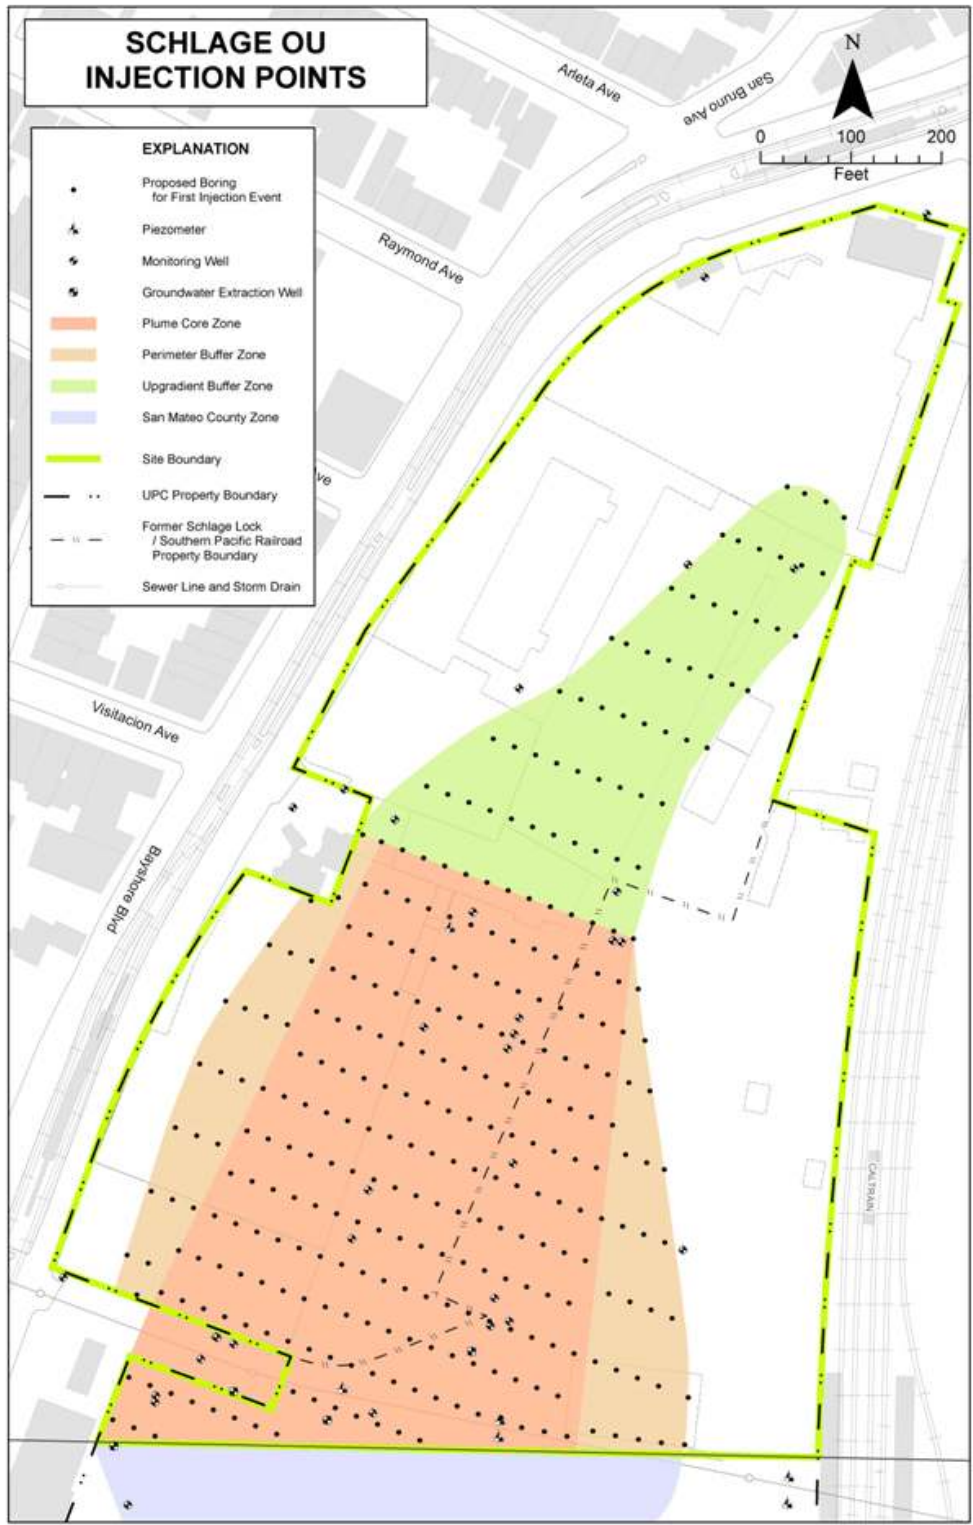 SCHLAGE OU
INJECTION POINTS
EXPLANATION
Proposed Boring
for First Injection Event
Piezometer
Monitoring Well
Groundwater Extraction Well
Plume Core Zone
Perimeter Buffer Zone
Upgradient Buffer Zone
San Mateo County Zone
Site Boundary
UPC Property Boundary
Former Schlage Lock
/ Southern Pacific Railroad
Property Boundary
Sewer Line and Storm Drain
Arleta Ave
San Bruno Ave
N
0 100 200
Feet
Raymond Ave
Ave
Visitacion Ave
Bayshore Blvd
CALTRAIN